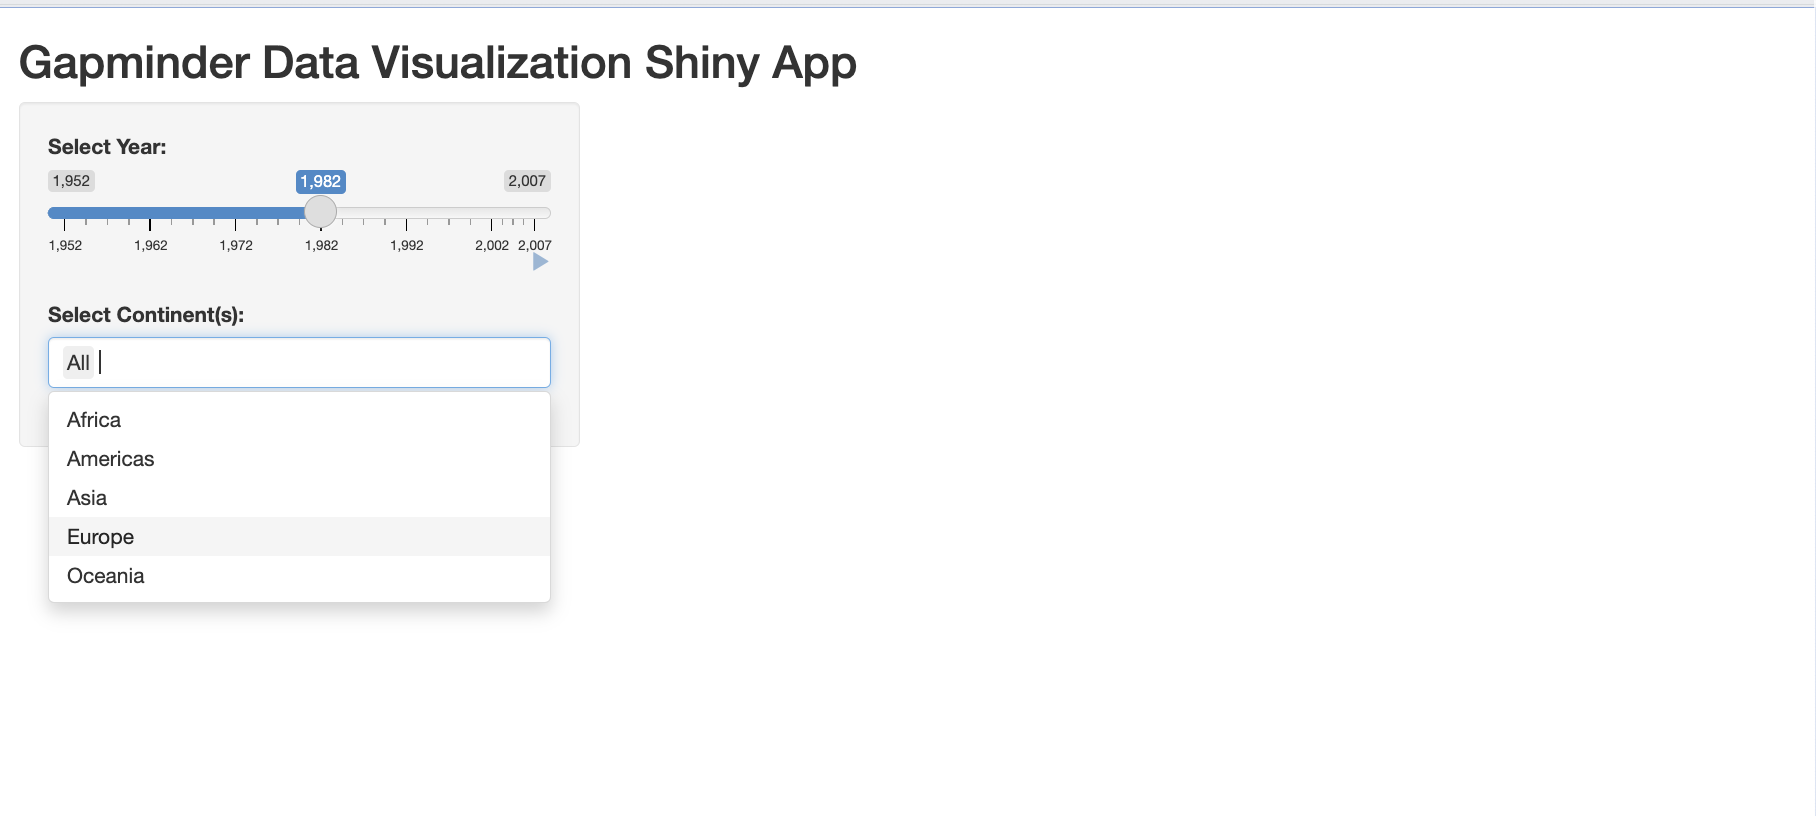 Gapminder Data Visualization Shiny App
Select Year:
1,952 1,982 2,007
1,952 1,962 1,972 1,982 1,992 2,002 2,007
Select Continent(s):
All
Africa
Americas
Asia
Europe
Oceania